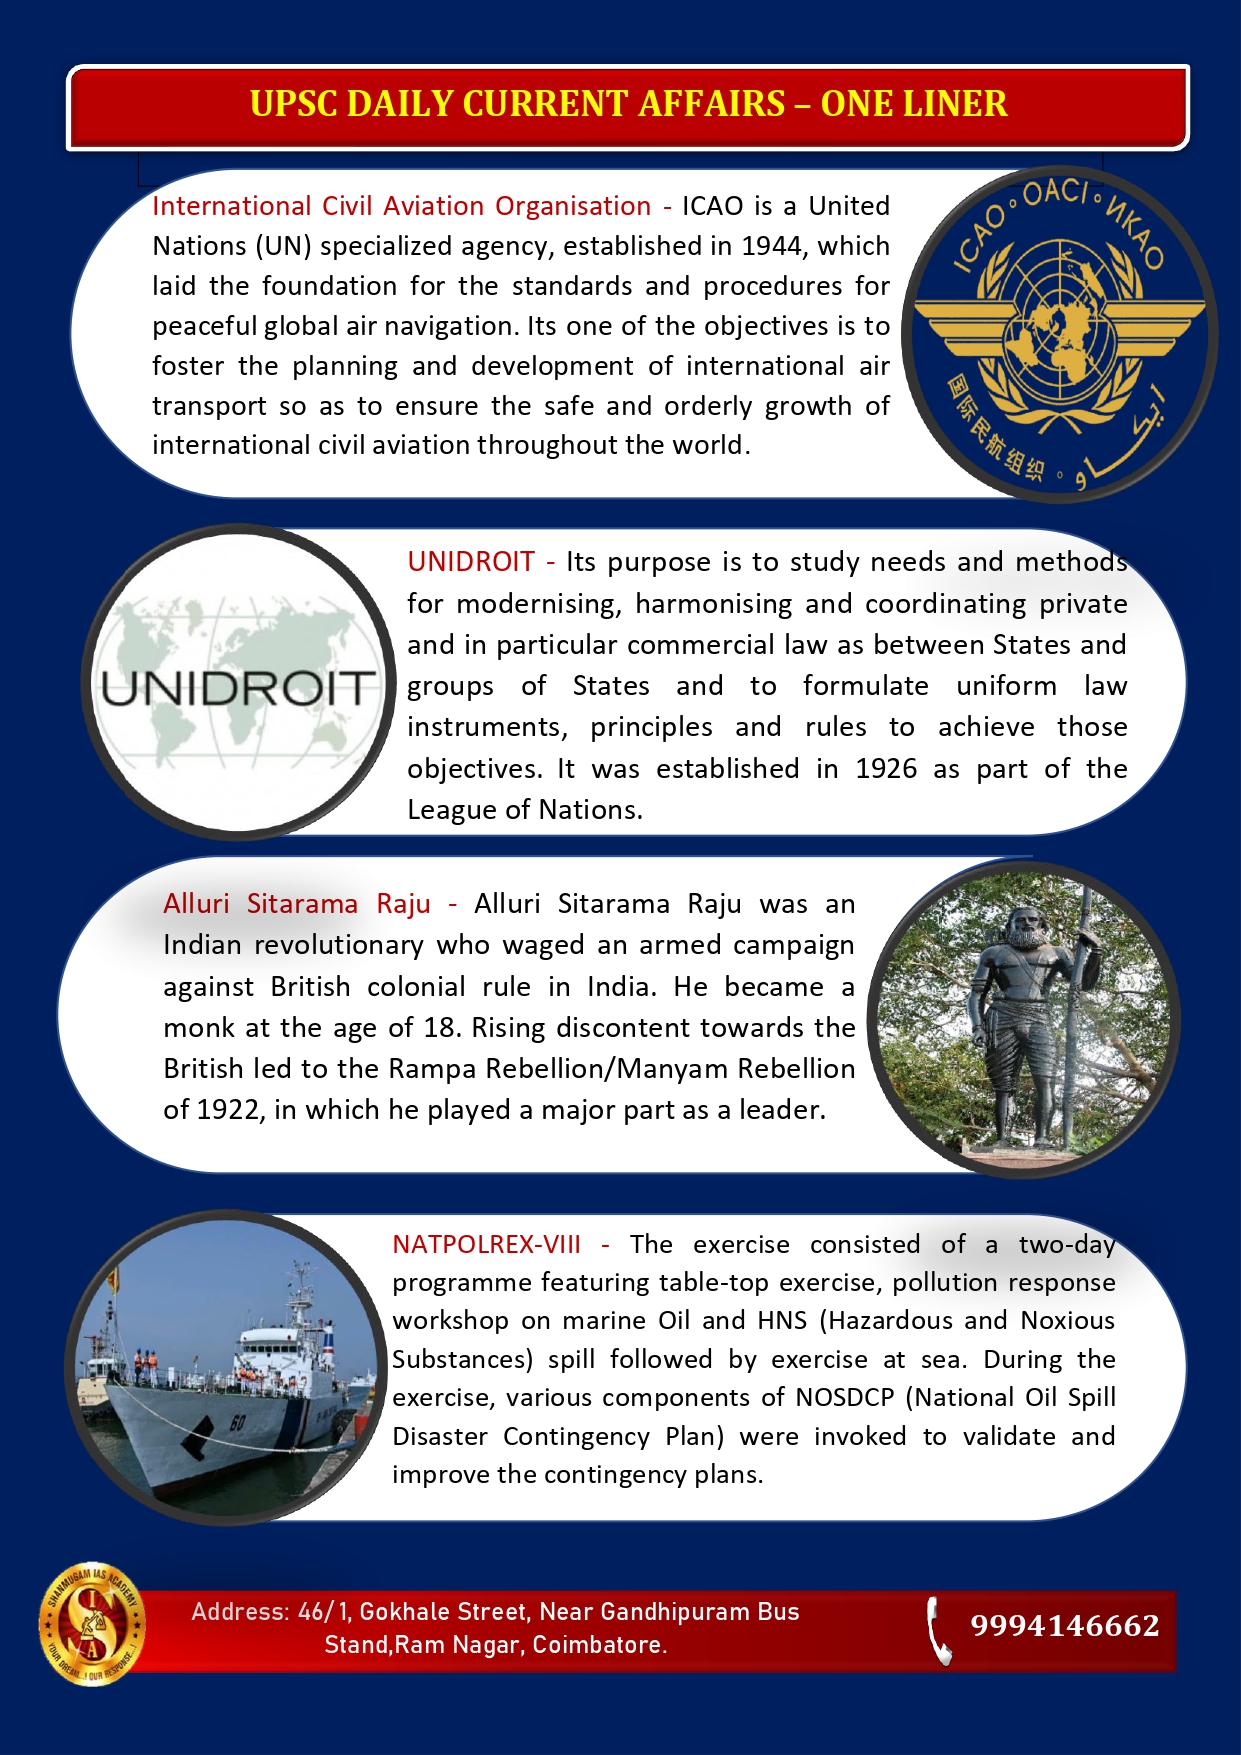 UPSC DAILY CURRENT AFFAIRS – ONE LINER
International Civil Aviation Organisation - ICAO is a United
Nations (UN) specialized agency, established in 1944, which
laid the foundation for the standards and procedures for
peaceful global air navigation. Its one of the objectives is to
foster the planning and development of international air
transport so as to ensure the safe and orderly growth of
international civil aviation throughout the world.
ICAO ◦ OACI ◦ ИКАО
国际民航组织 ◦ ايكاو
UNIDROIT
UNIDROIT - Its purpose is to study needs and methods
for modernising, harmonising and coordinating private
and in particular commercial law as between States and
groups of States and to formulate uniform law
instruments, principles and rules to achieve those
objectives. It was established in 1926 as part of the
League of Nations.
Alluri Sitarama Raju - Alluri Sitarama Raju was an
Indian revolutionary who waged an armed campaign
against British colonial rule in India. He became a
monk at the age of 18. Rising discontent towards the
British led to the Rampa Rebellion/Manyam Rebellion
of 1922, in which he played a major part as a leader.
NATPOLREX-VIII - The exercise consisted of a two-day
programme featuring table-top exercise, pollution response
workshop on marine Oil and HNS (Hazardous and Noxious
Substances) spill followed by exercise at sea. During the
exercise, various components of NOSDCP (National Oil Spill
Disaster Contingency Plan) were invoked to validate and
improve the contingency plans.
60
SHANMUGAM IAS ACADEMY
SIA
YOUR DREAM...! OUR RESPONSE...!
Address: 46/1, Gokhale Street, Near Gandhipuram Bus
Stand,Ram Nagar, Coimbatore.
9994146662